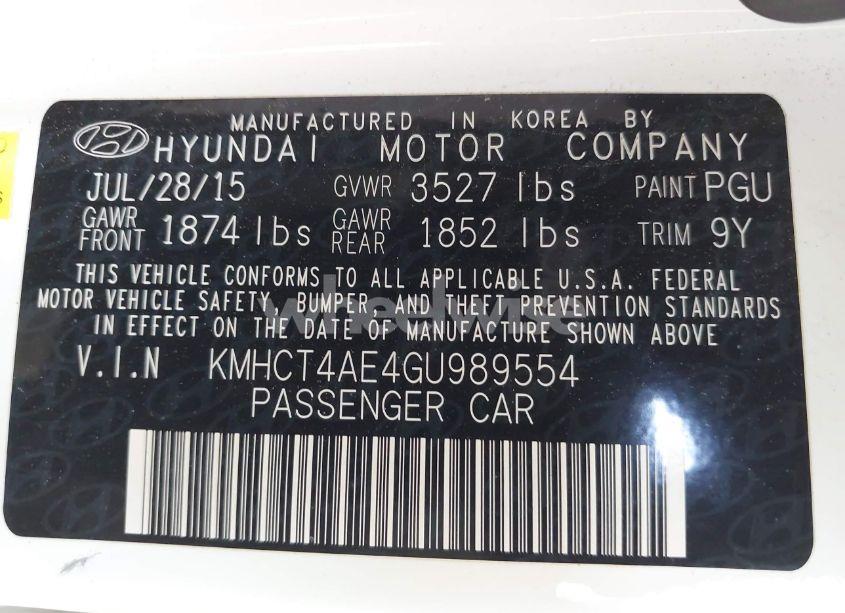 MANUFACTURED IN KOREA BY
HYUNDAI MOTOR COMPANY
JUL/28/15 GVWR 3527 lbs PAINT PGU
GAWR FRONT 1874 lbs GAWR REAR 1852 lbs TRIM 9Y
THIS VEHICLE CONFORMS TO ALL APPLICABLE U.S.A. FEDERAL
MOTOR VEHICLE SAFETY, BUMPER, AND THEFT PREVENTION STANDARDS
IN EFFECT ON THE DATE OF MANUFACTURE SHOWN ABOVE
V.I.N KMHCT4AE4GU989554
PASSENGER CAR